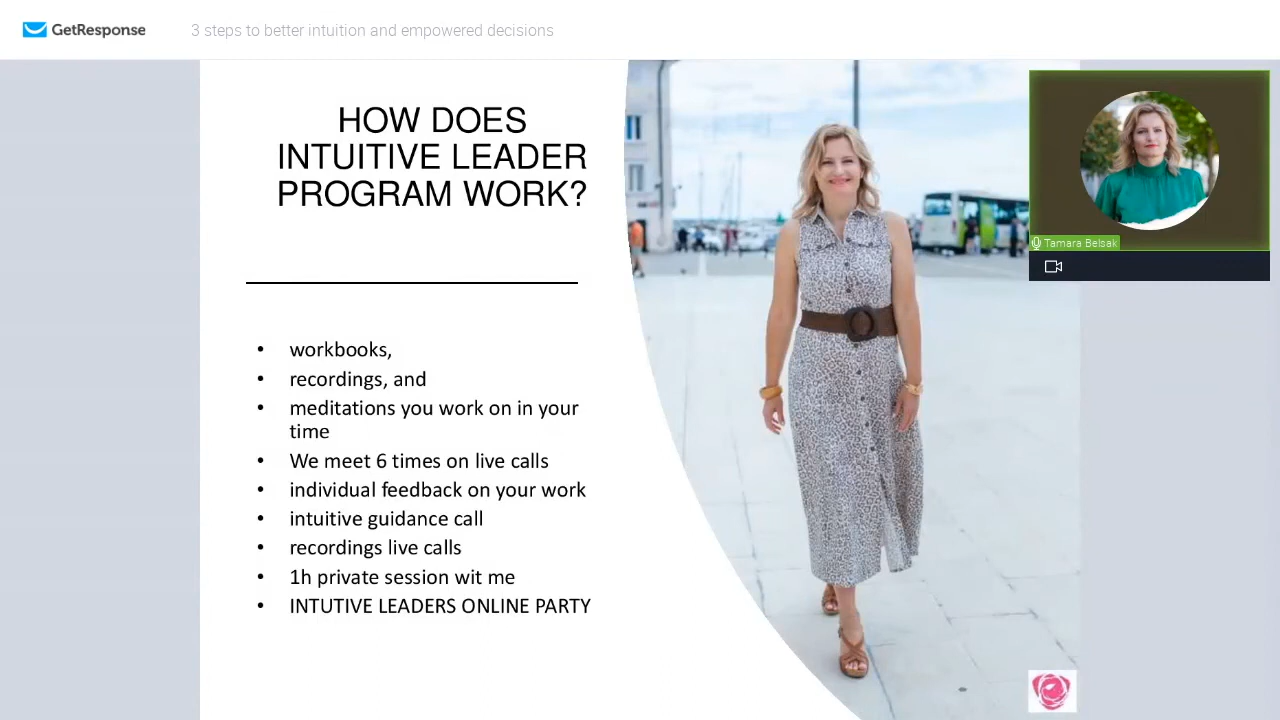 GetResponse
3 steps to better intuition and empowered decisions
HOW DOES
INTUITIVE LEADER
PROGRAM WORK?
• workbooks,
• recordings, and
• meditations you work on in your
time
• We meet 6 times on live calls
• individual feedback on your work
• intuitive guidance call
• recordings live calls
• 1h private session wit me
• INTUTIVE LEADERS ONLINE PARTY
Tamara Belsak